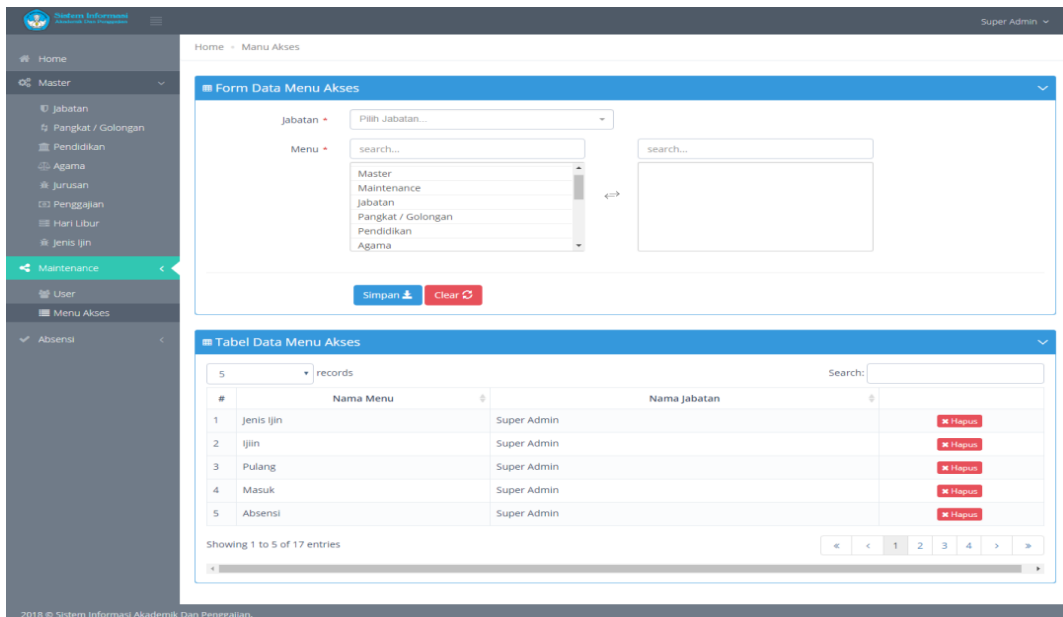 Sistem Informasi
Akademik Dan Penggajian
Super Admin
Home
Master
Jabatan
Pangkat / Golongan
Pendidikan
Agama
Jurusan
Penggajian
Hari Libur
Jenis Ijin
Maintenance
User
Menu Akses
Absensi
Home Manu Akses
Form Data Menu Akses
Jabatan * Pilih Jabatan...
Menu * search... search...
Master
Maintenance
Jabatan
Pangkat / Golongan
Pendidikan
Agama
Simpan Clear
Tabel Data Menu Akses
5 records Search:
# Nama Menu Nama Jabatan
1 Jenis Ijin Super Admin Hapus
2 Ijiin Super Admin Hapus
3 Pulang Super Admin Hapus
4 Masuk Super Admin Hapus
5 Absensi Super Admin Hapus
Showing 1 to 5 of 17 entries « < 1 2 3 4 > »
2018 © Sistem Informasi Akademik Dan Penggajian.